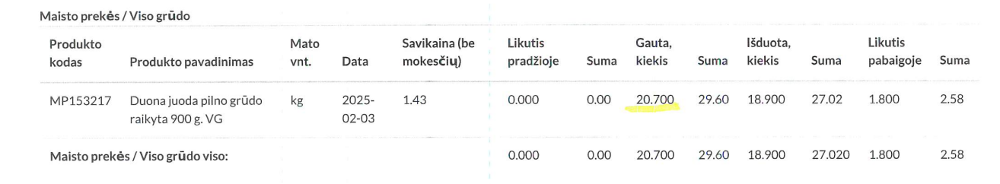 Maisto prekės / Viso grūdo
Produkto kodas Produkto pavadinimas Mato vnt. Data Savikaina (be mokesčių) Likutis pradžioje Suma Gauta, kiekis Suma Išduota, kiekis Suma Likutis pabaigoje Suma
MP153217 Duona juoda pilno grūdo raikyta 900 g. VG kg 2025-02-03 1.43 0.000 0.00 20.700 29.60 18.900 27.02 1.800 2.58
Maisto prekės / Viso grūdo viso: 0.000 0.00 20.700 29.60 18.900 27.020 1.800 2.58